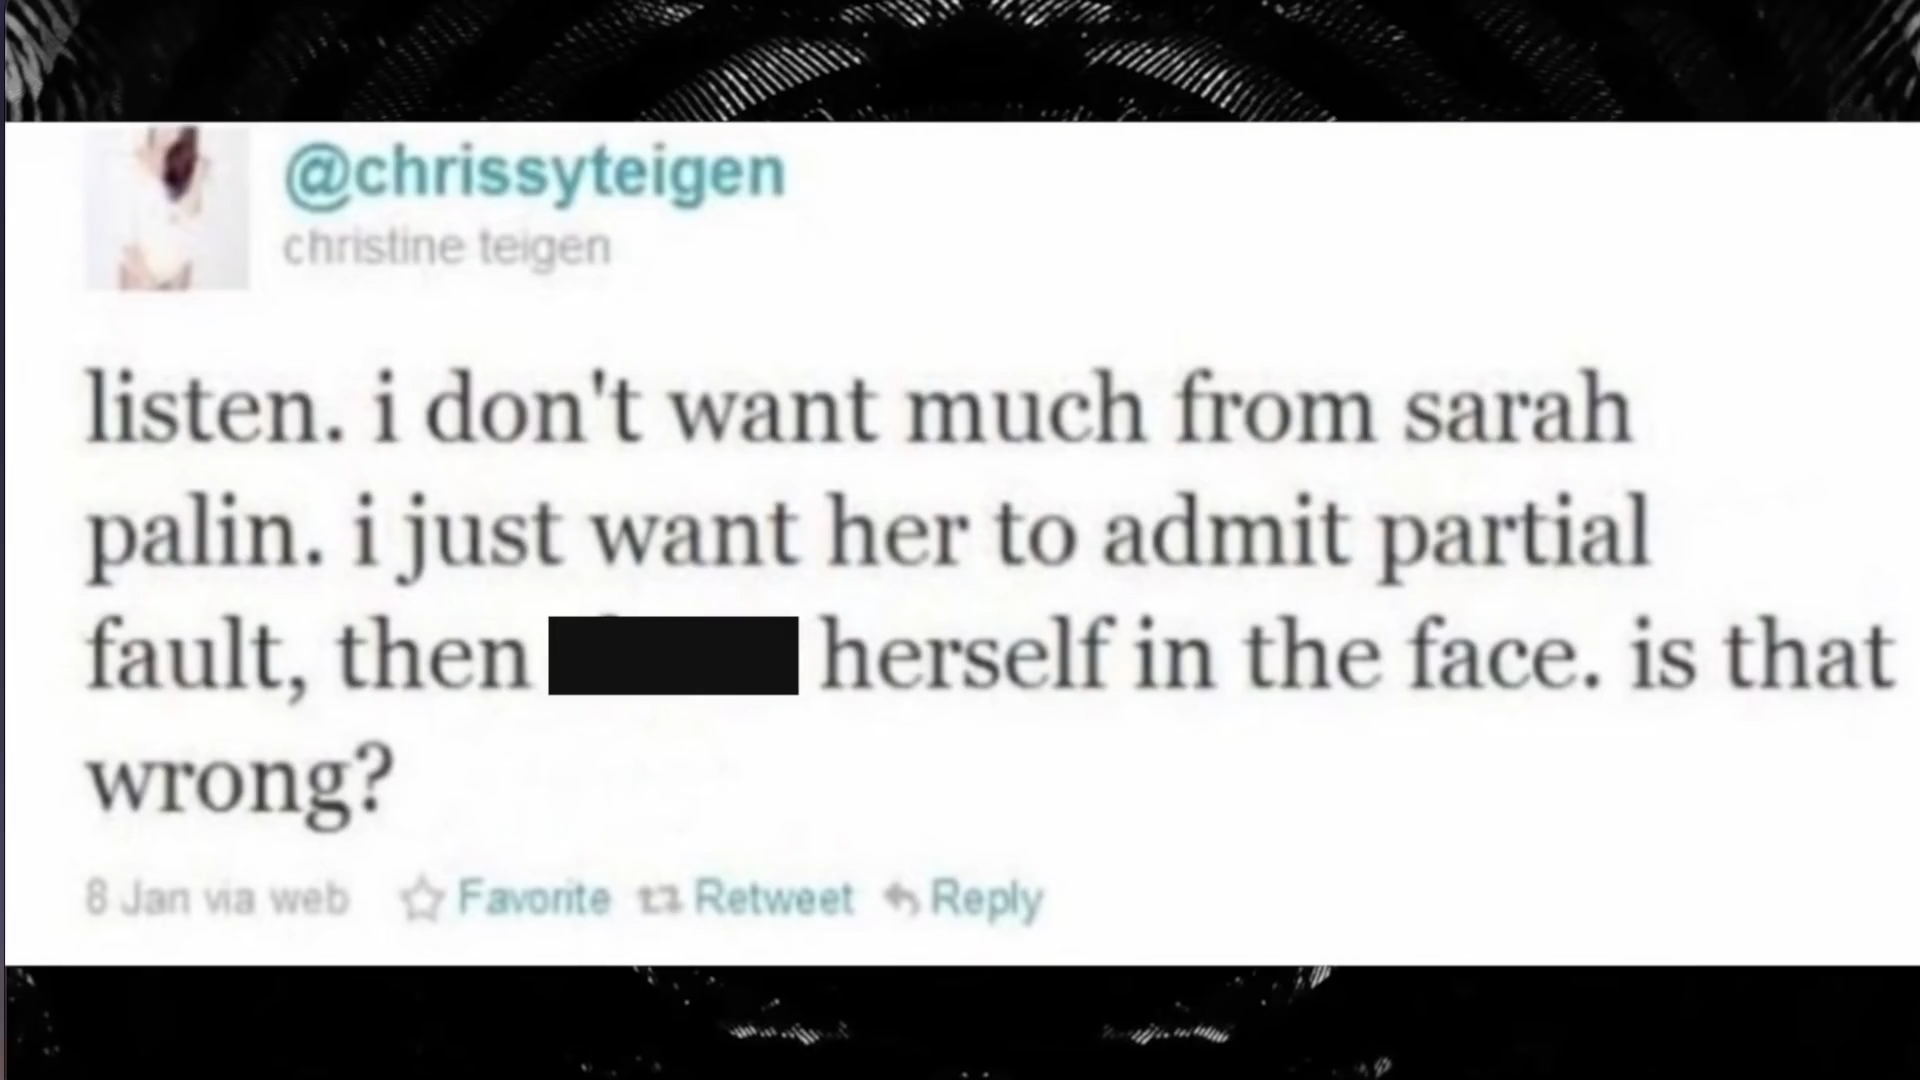 @chrissyteigen
christine teigen
listen. i don't want much from sarah
palin. i just want her to admit partial
fault, then herself in the face. is that
wrong?
8 Jan via web Favorite Retweet Reply